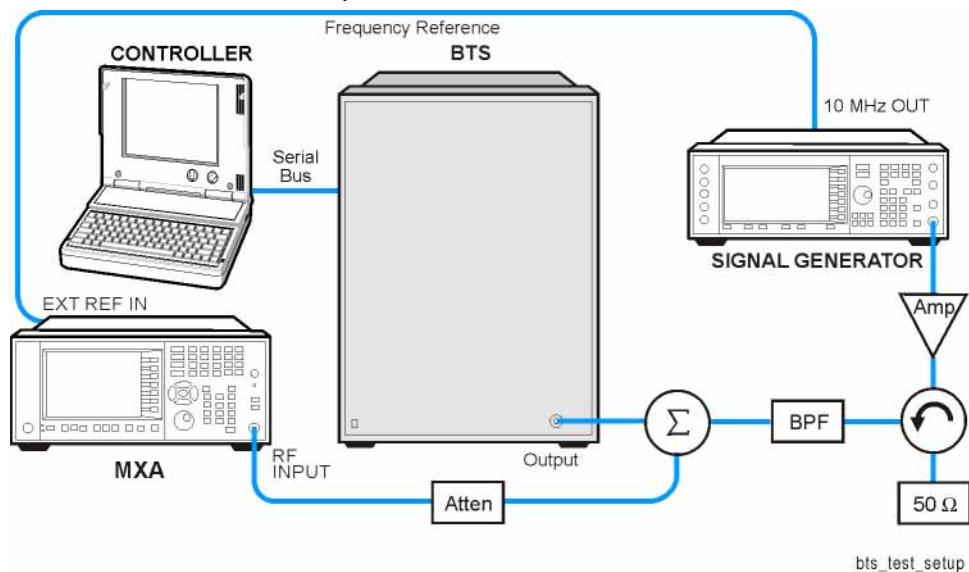 Frequency Reference
CONTROLLER
BTS
10 MHz OUT
Serial
Bus
SIGNAL GENERATOR
EXT REF IN
Amp
Σ
BPF
RF
INPUT
Output
MXA
Atten
50 Ω
bts_test_setup